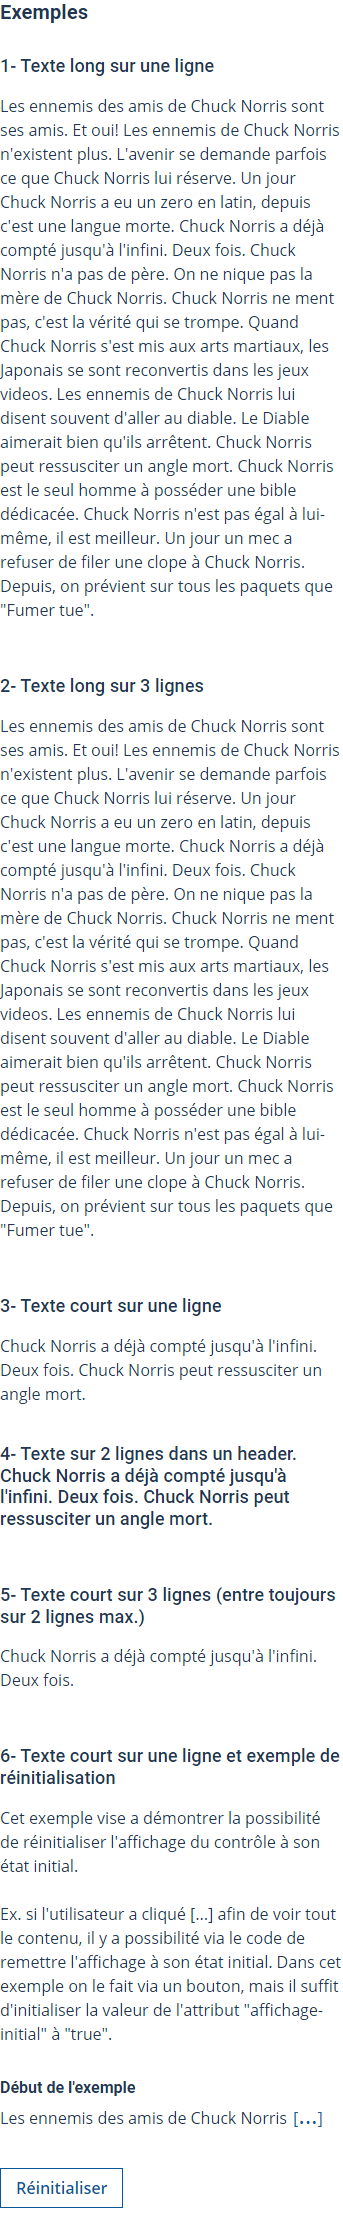 Exemples
1- Texte long sur une ligne
Les ennemis des amis de Chuck Norris sont
ses amis. Et oui! Les ennemis de Chuck Norris
n'existent plus. L'avenir se demande parfois
ce que Chuck Norris lui réserve. Un jour
Chuck Norris a eu un zero en latin, depuis
c'est une langue morte. Chuck Norris a déjà
compté jusqu'à l'infini. Deux fois. Chuck
Norris n'a pas de père. On ne nique pas la
mère de Chuck Norris. Chuck Norris ne ment
pas, c'est la vérité qui se trompe. Quand
Chuck Norris s'est mis aux arts martiaux, les
Japonais se sont reconvertis dans les jeux
videos. Les ennemis de Chuck Norris lui
disent souvent d'aller au diable. Le Diable
aimerait bien qu'ils arrêtent. Chuck Norris
peut ressusciter un angle mort. Chuck Norris
est le seul homme à posséder une bible
dédicacée. Chuck Norris n'est pas égal à lui-
même, il est meilleur. Un jour un mec a
refuser de filer une clope à Chuck Norris.
Depuis, on prévient sur tous les paquets que
"Fumer tue".
2- Texte long sur 3 lignes
Les ennemis des amis de Chuck Norris sont
ses amis. Et oui! Les ennemis de Chuck Norris
n'existent plus. L'avenir se demande parfois
ce que Chuck Norris lui réserve. Un jour
Chuck Norris a eu un zero en latin, depuis
c'est une langue morte. Chuck Norris a déjà
compté jusqu'à l'infini. Deux fois. Chuck
Norris n'a pas de père. On ne nique pas la
mère de Chuck Norris. Chuck Norris ne ment
pas, c'est la vérité qui se trompe. Quand
Chuck Norris s'est mis aux arts martiaux, les
Japonais se sont reconvertis dans les jeux
videos. Les ennemis de Chuck Norris lui
disent souvent d'aller au diable. Le Diable
aimerait bien qu'ils arrêtent. Chuck Norris
peut ressusciter un angle mort. Chuck Norris
est le seul homme à posséder une bible
dédicacée. Chuck Norris n'est pas égal à lui-
même, il est meilleur. Un jour un mec a
refuser de filer une clope à Chuck Norris.
Depuis, on prévient sur tous les paquets que
"Fumer tue".
3- Texte court sur une ligne
Chuck Norris a déjà compté jusqu'à l'infini.
Deux fois. Chuck Norris peut ressusciter un
angle mort.
4- Texte sur 2 lignes dans un header.
Chuck Norris a déjà compté jusqu'à
l'infini. Deux fois. Chuck Norris peut
ressusciter un angle mort.
5- Texte court sur 3 lignes (entre toujours
sur 2 lignes max.)
Chuck Norris a déjà compté jusqu'à l'infini.
Deux fois.
6- Texte court sur une ligne et exemple de
réinitialisation
Cet exemple vise a démontrer la possibilité
de réinitialiser l'affichage du contrôle à son
état initial.
Ex. si l'utilisateur a cliqué [...] afin de voir tout
le contenu, il y a possibilité via le code de
remettre l'affichage à son état initial. Dans cet
exemple on le fait via un bouton, mais il suffit
d'initialiser la valeur de l'attribut "affichage-
initial" à "true".
Début de l'exemple
Les ennemis des amis de Chuck Norris [...]
Réinitialiser